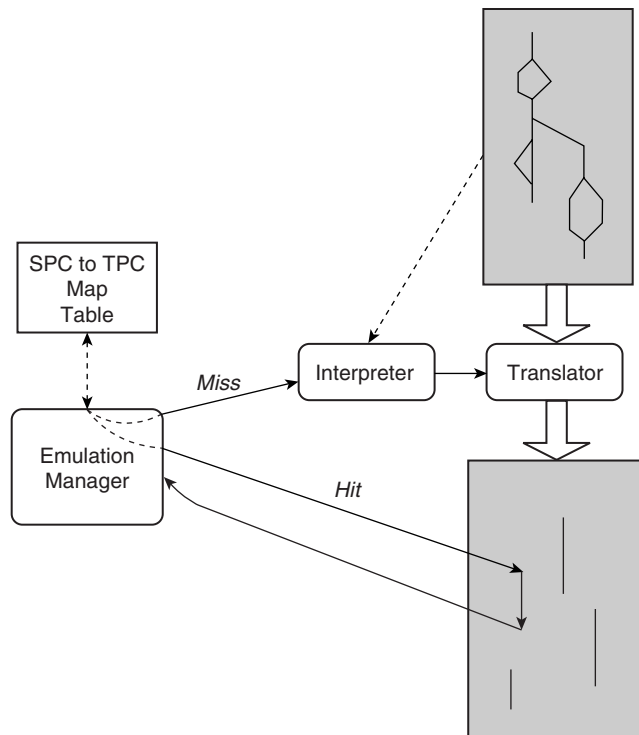 SPC to TPC
Map
Table
Miss
Interpreter
Translator
Emulation
Manager
Hit